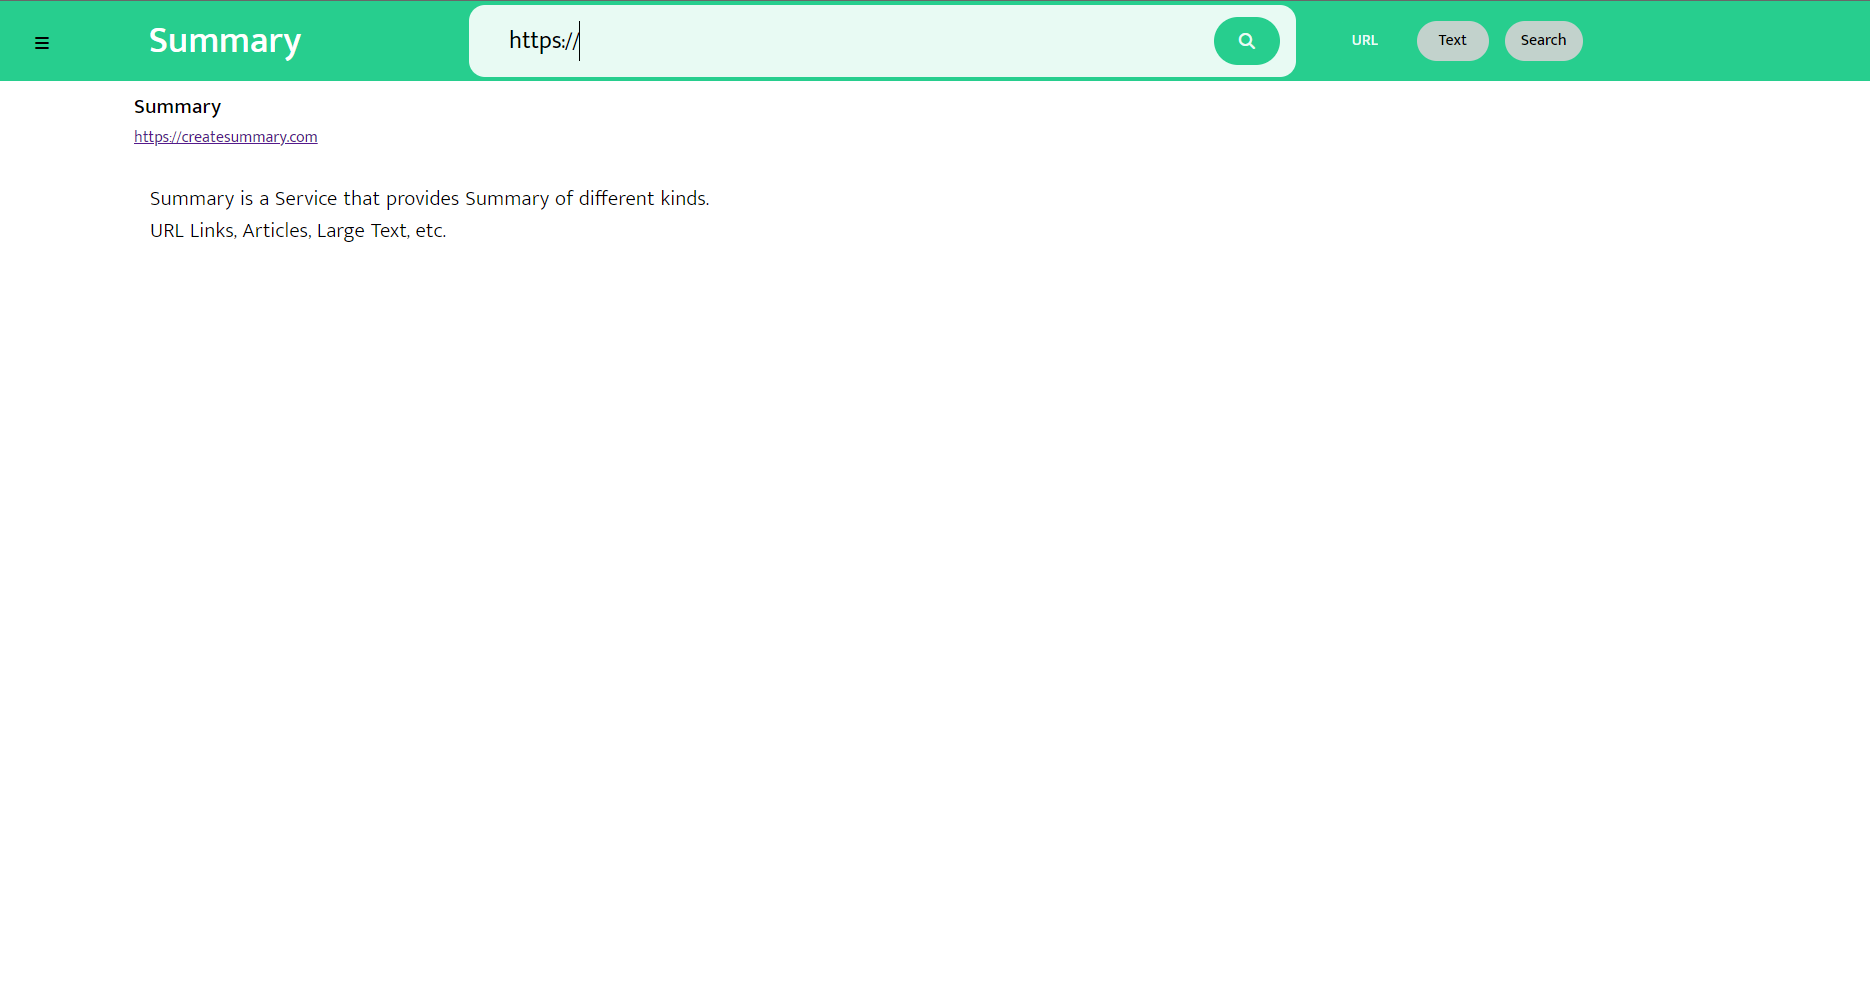 Summary
https://
URL
Text
Search
Summary
https://createsummary.com
Summary is a Service that provides Summary of different kinds.
URL Links, Articles, Large Text, etc.